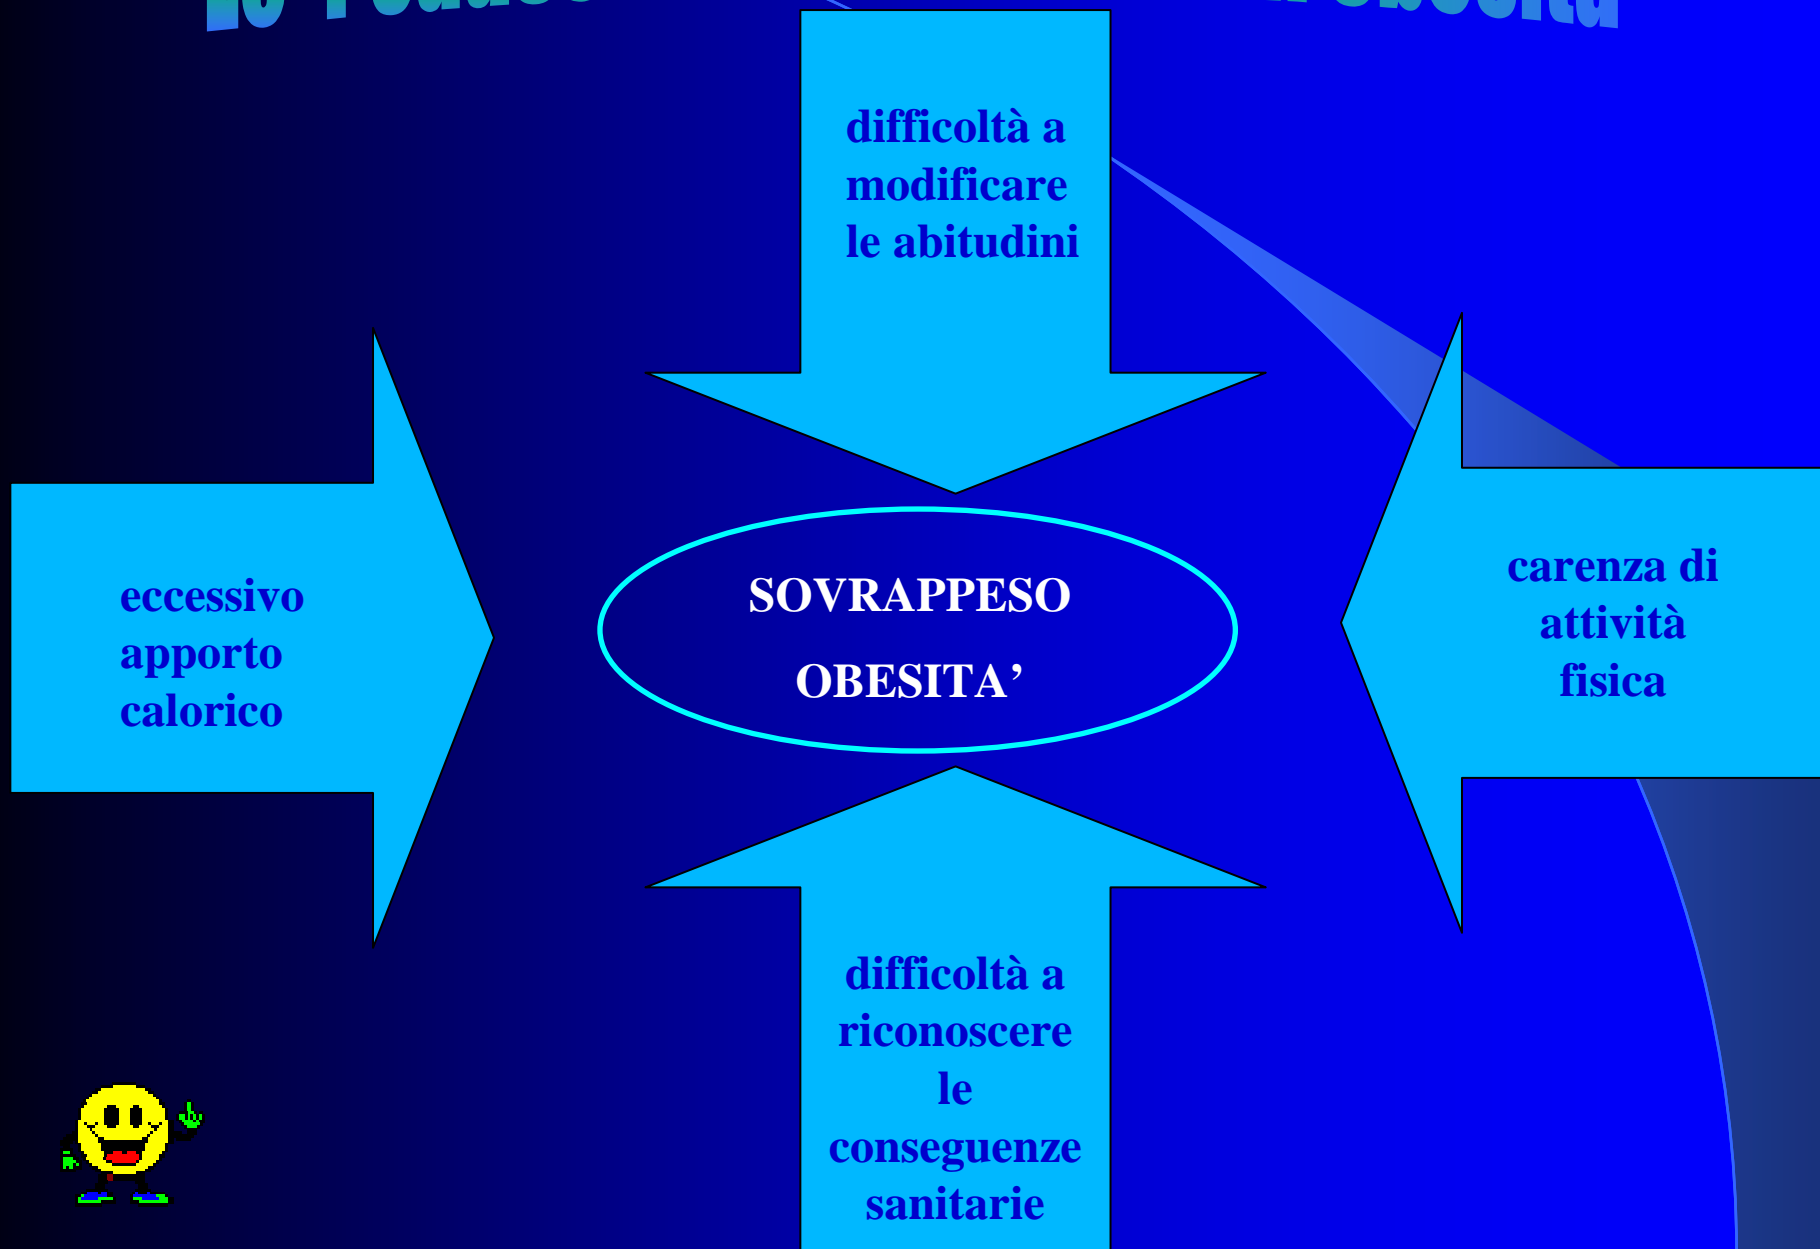 difficoltà a
modificare
le abitudini
eccessivo
apporto
calorico
SOVRAPPESO
OBESITA’
carenza di
attività
fisica
difficoltà a
riconoscere
le
conseguenze
sanitarie